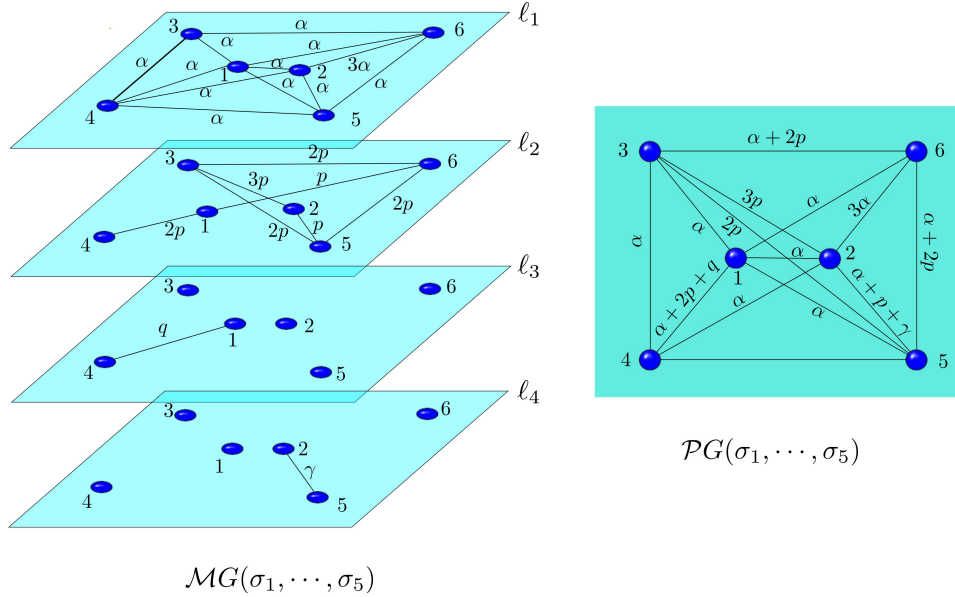 ℓ₁
3
α
6
α
α
α
α
1
α
2
3α
α
α
α
α
4
α
5
ℓ₂
3
2p
6
3p
p
2
1
p
2p
4
2p
2p
5
ℓ₃
3
6
q
1
2
4
5
ℓ₄
3
6
1
2
γ
4
5
MG(σ₁, ⋯, σ₅)
3
α + 2p
6
3p
3α
α
2p
α
α
α + 2p
α
2
1
α + 2p + q
α
α
α + p + γ
4
5
PG(σ₁, ⋯, σ₅)